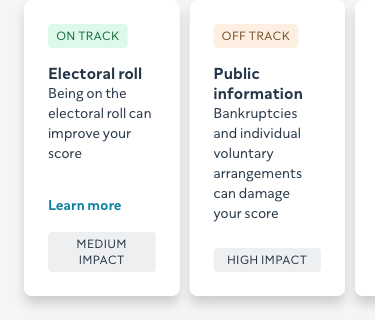 ON TRACK
Electoral roll
Being on the
electoral roll can
improve your
score
Learn more
MEDIUM
IMPACT
OFF TRACK
Public
information
Bankruptcies
and individual
voluntary
arrangements
can damage
your score
HIGH IMPACT